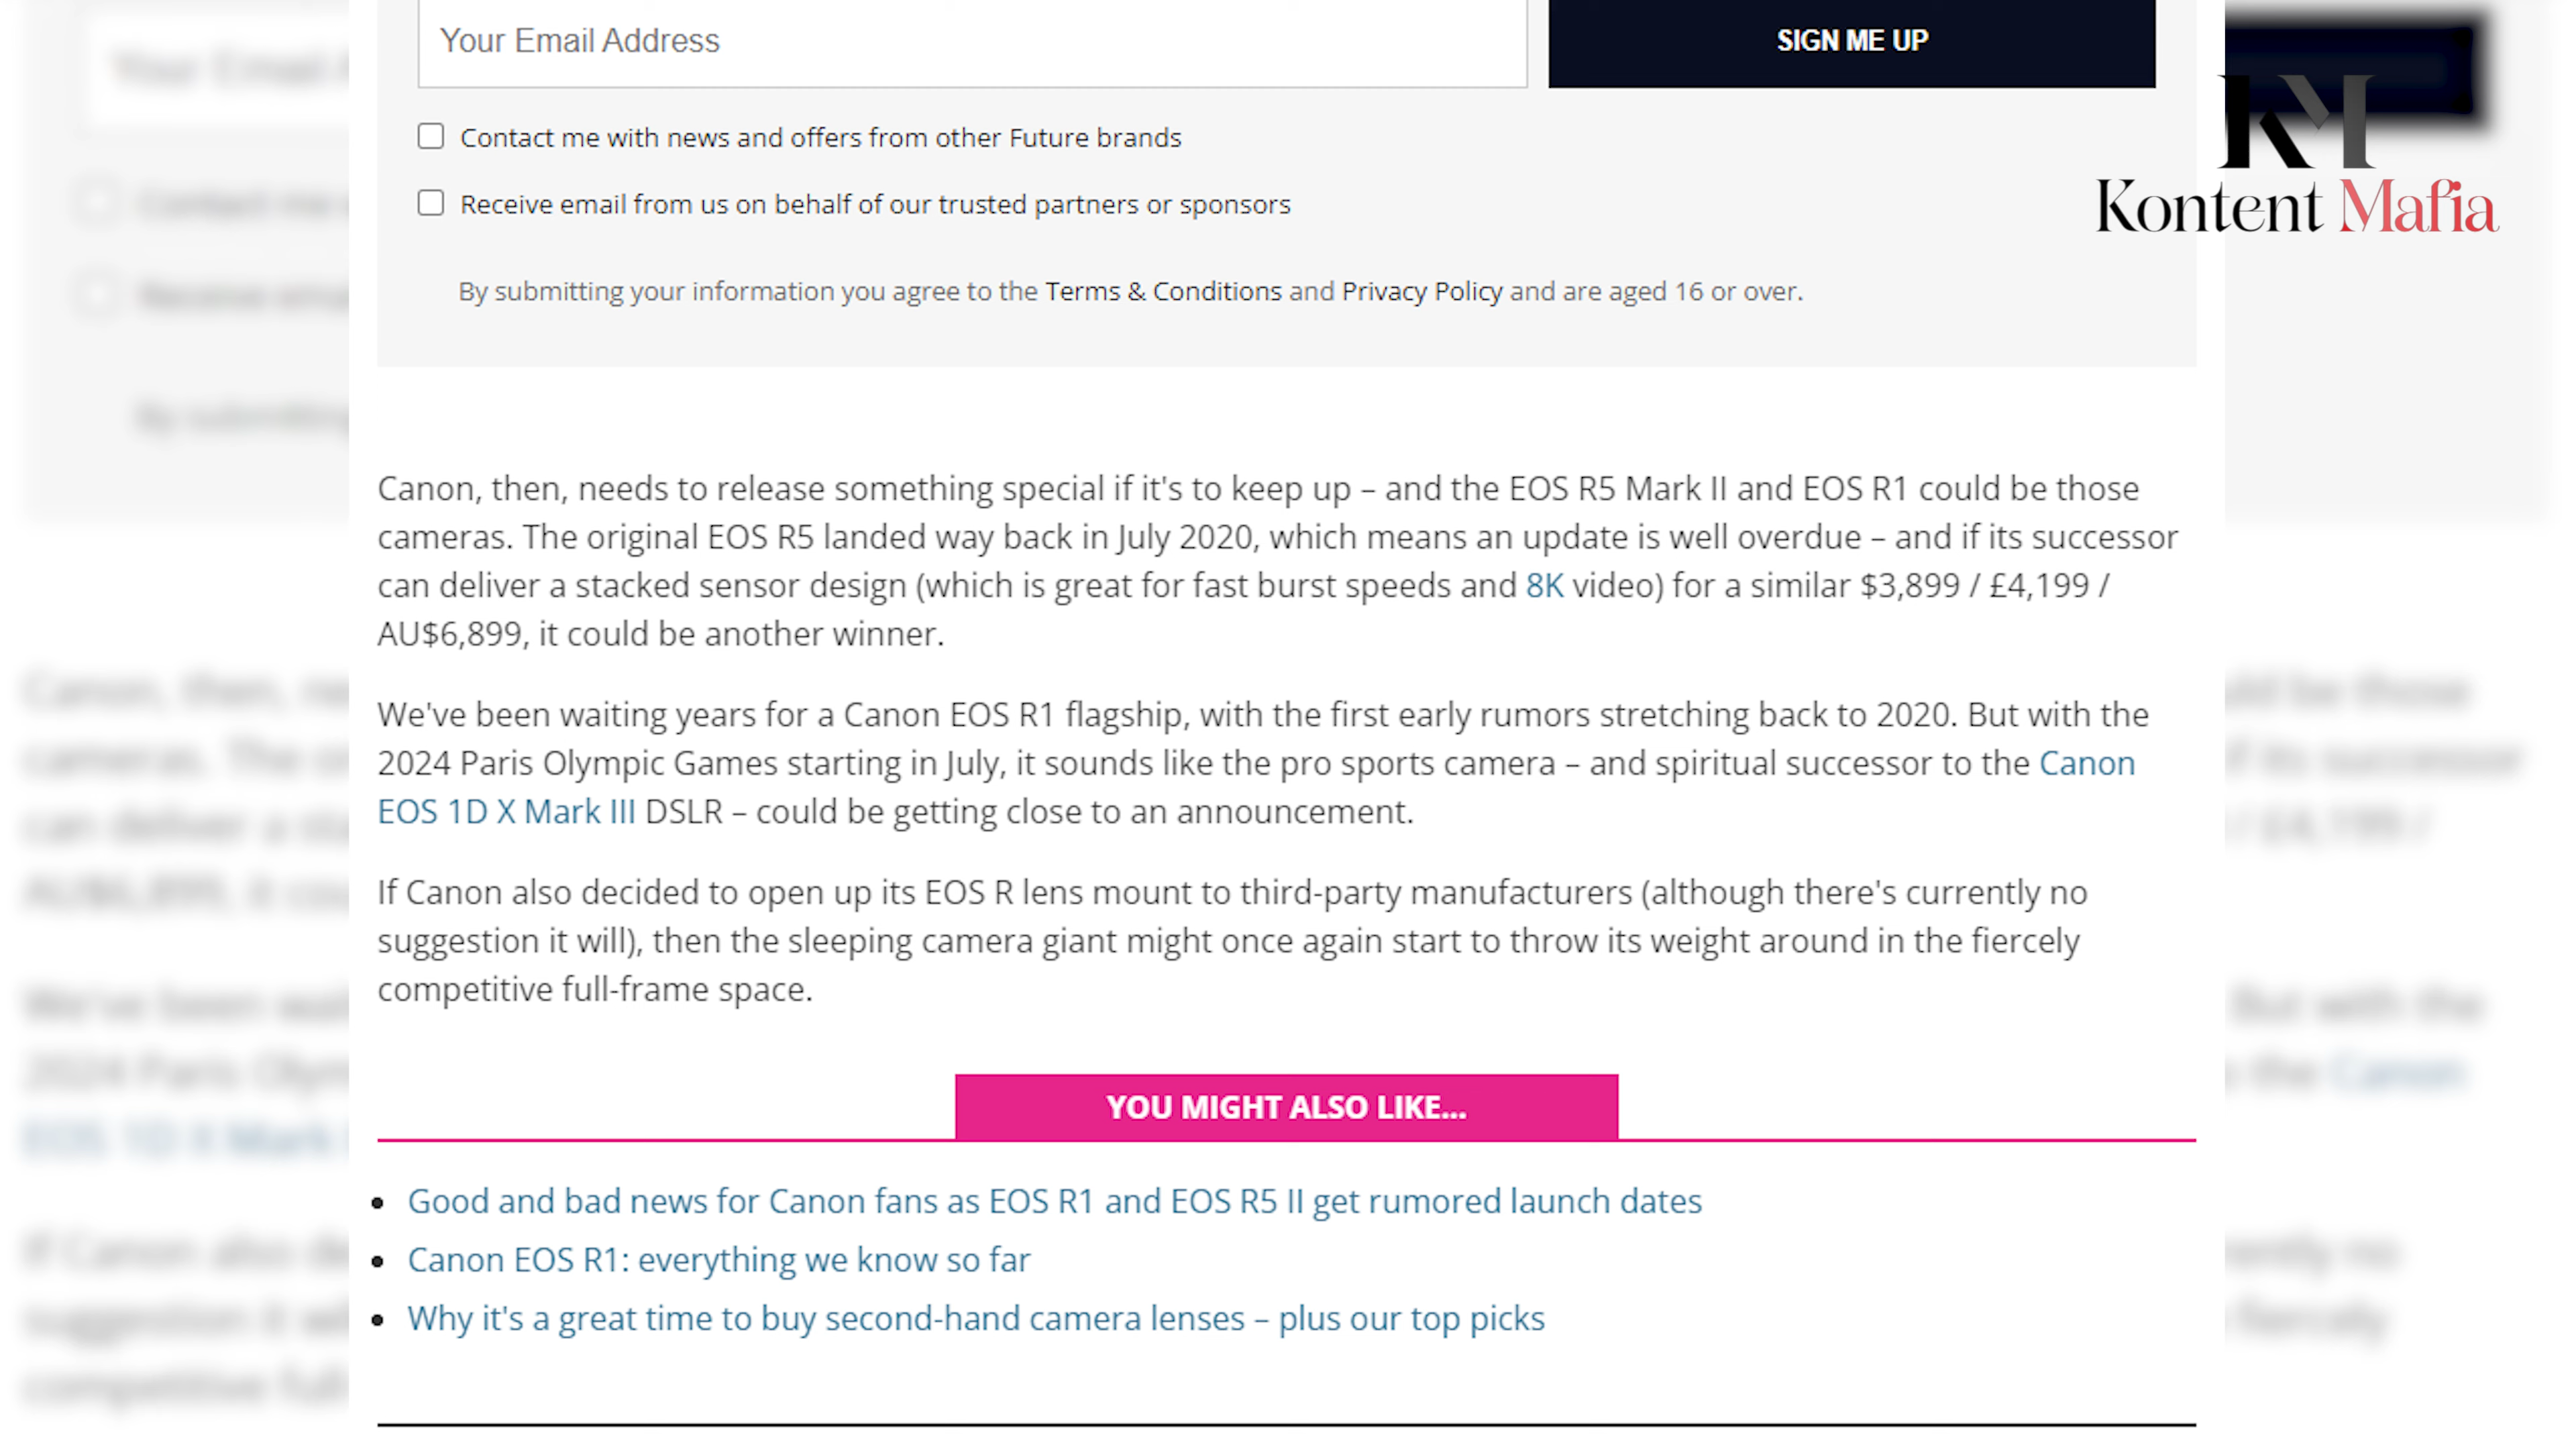 Your Email Address
SIGN ME UP
Contact me with news and offers from other Future brands
Receive email from us on behalf of our trusted partners or sponsors
KM
Kontent Mafia
By submitting your information you agree to the Terms & Conditions and Privacy Policy and are aged 16 or over.
Canon, then, needs to release something special if it's to keep up – and the EOS R5 Mark II and EOS R1 could be those
cameras. The original EOS R5 landed way back in July 2020, which means an update is well overdue – and if its successor
can deliver a stacked sensor design (which is great for fast burst speeds and 8K video) for a similar $3,899 / £4,199 /
AU$6,899, it could be another winner.
We've been waiting years for a Canon EOS R1 flagship, with the first early rumors stretching back to 2020. But with the
2024 Paris Olympic Games starting in July, it sounds like the pro sports camera – and spiritual successor to the Canon
EOS 1D X Mark III DSLR – could be getting close to an announcement.
If Canon also decided to open up its EOS R lens mount to third-party manufacturers (although there's currently no
suggestion it will), then the sleeping camera giant might once again start to throw its weight around in the fiercely
competitive full-frame space.
YOU MIGHT ALSO LIKE...
Good and bad news for Canon fans as EOS R1 and EOS R5 II get rumored launch dates
Canon EOS R1: everything we know so far
Why it's a great time to buy second-hand camera lenses – plus our top picks